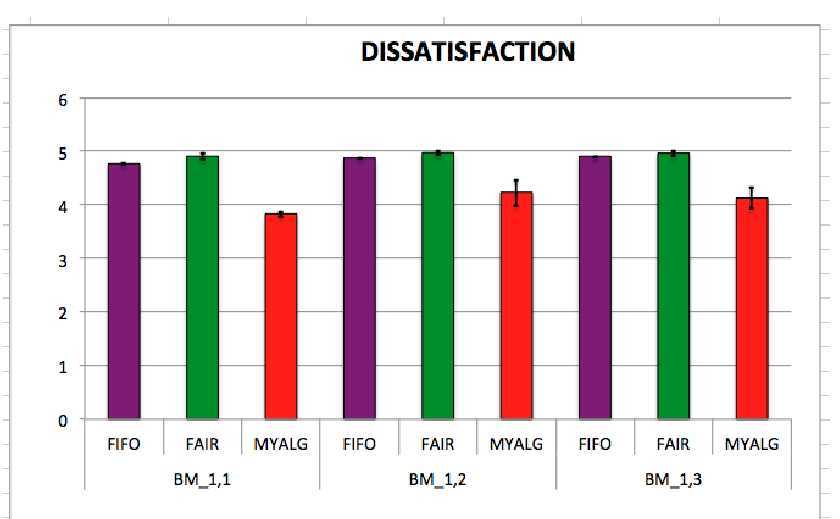 DISSATISFACTION
6
5
4
3
2
1
0
FIFO FAIR MYALG FIFO FAIR MYALG FIFO FAIR MYALG
BM_1,1 BM_1,2 BM_1,3